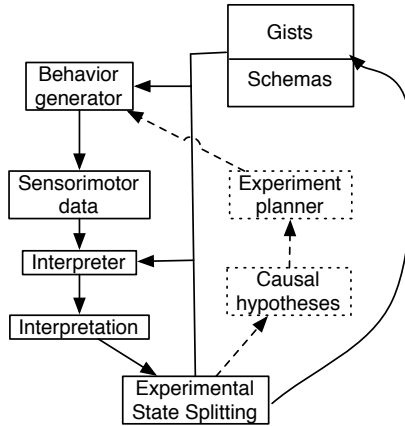 Gists
Schemas
Behavior
generator
Sensorimotor
data
Experiment
planner
Interpreter
Causal
hypotheses
Interpretation
Experimental
State Splitting